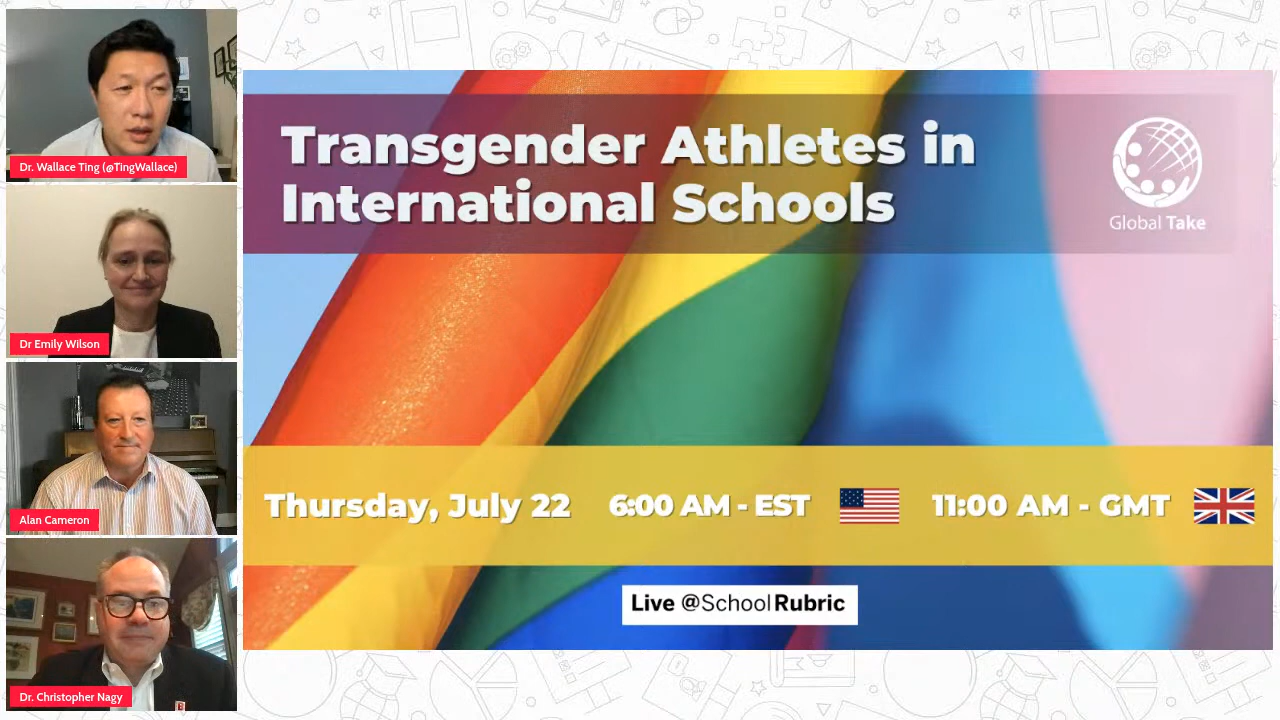 Dr. Wallace Ting (@TingWallace)
Dr Emily Wilson
Alan Cameron
Dr. Christopher Nagy
Transgender Athletes in
International Schools
Global Take
Thursday, July 22 6:00 AM - EST 11:00 AM - GMT
Live @SchoolRubric